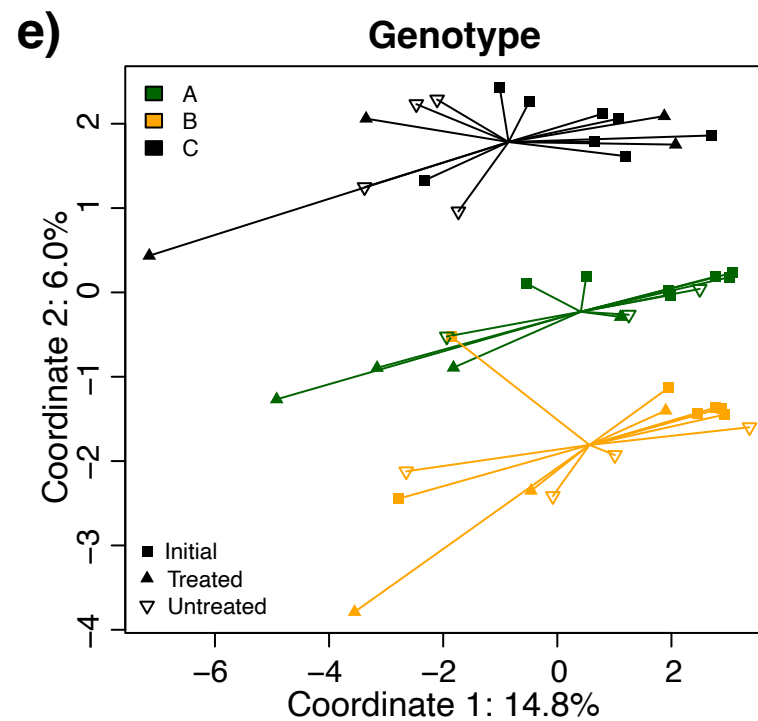 e)
Genotype
A
B
C
Initial
Treated
Untreated
Coordinate 2: 6.0%
2
1
0
−1
−2
−3
−4
−6
−4
−2
0
2
Coordinate 1: 14.8%